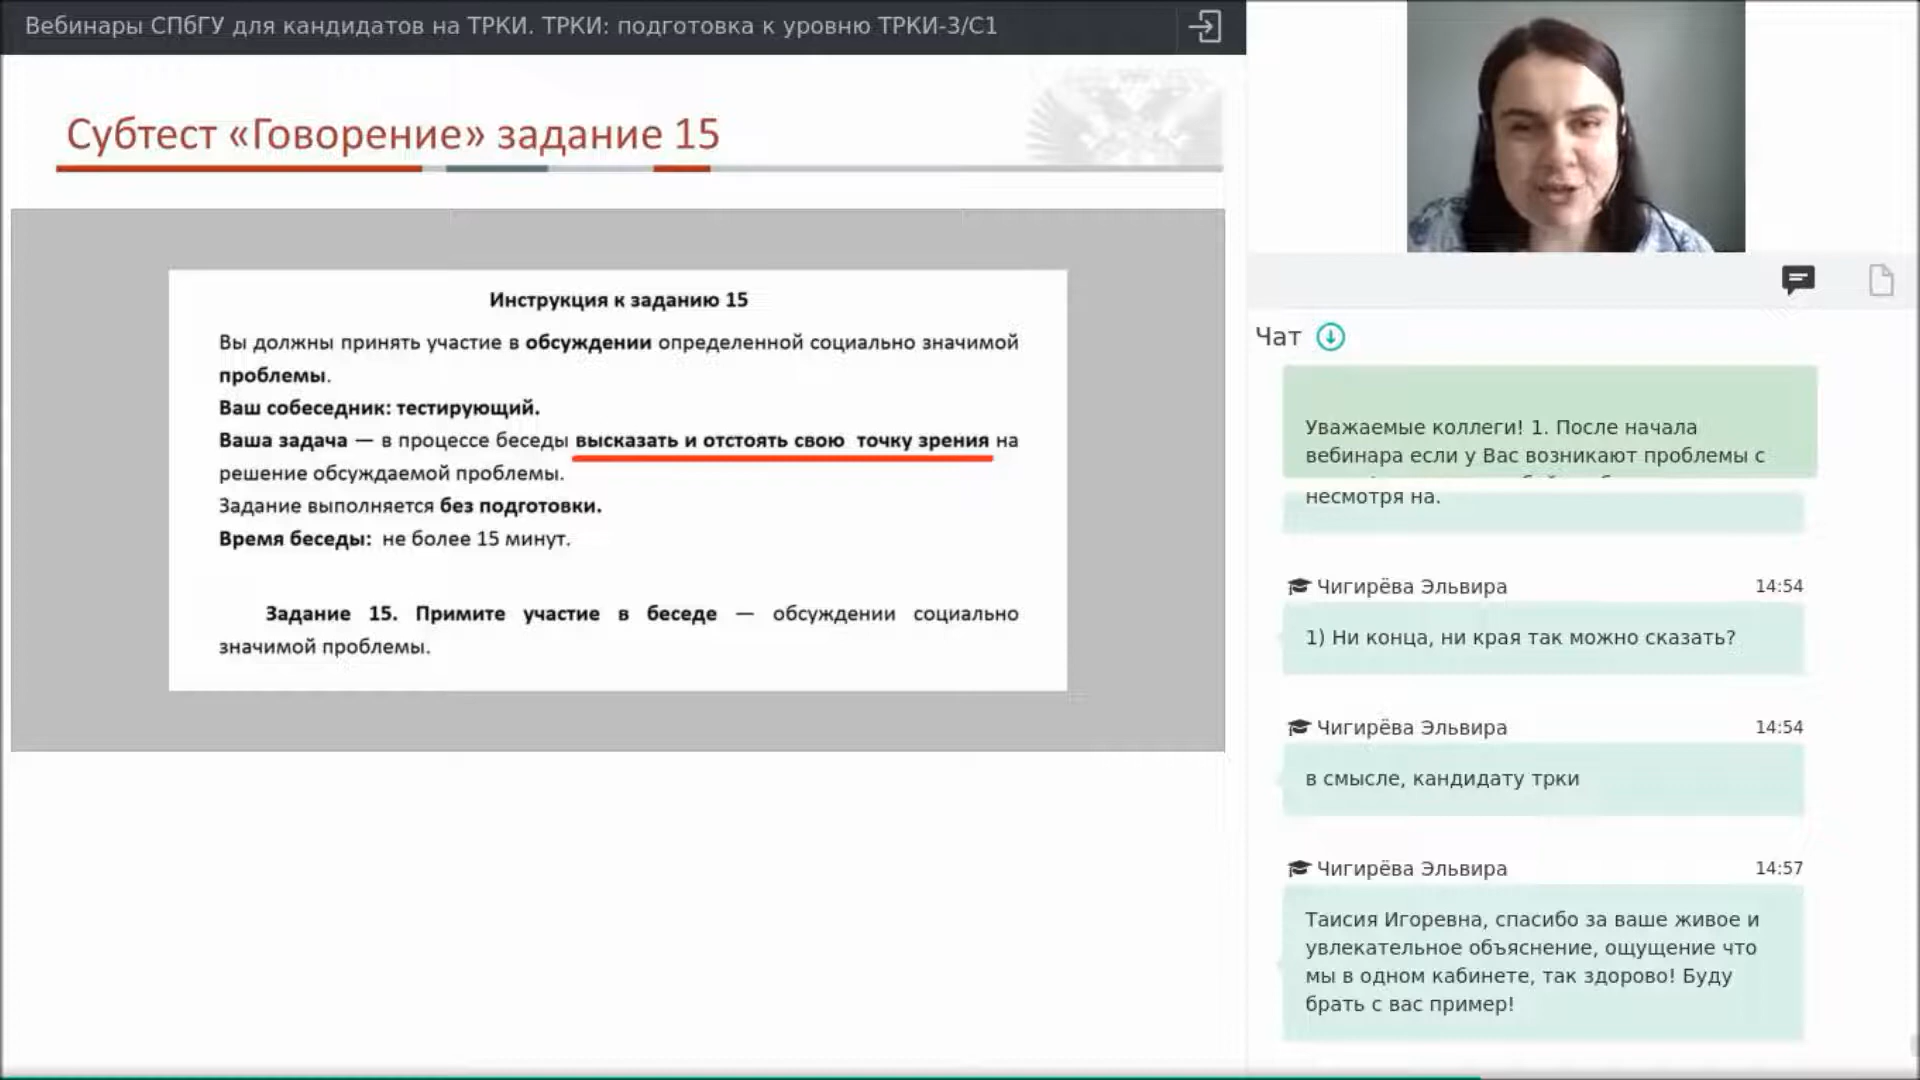 Вебинары СПбГУ для кандидатов на ТРКИ. ТРКИ: подготовка к уровню ТРКИ-3/C1
Субтест «Говорение» задание 15
Инструкция к заданию 15
Вы должны принять участие в обсуждении определенной социально значимой
проблемы.
Ваш собеседник: тестирующий.
Ваша задача — в процессе беседы высказать и отстоять свою точку зрения на
решение обсуждаемой проблемы.
Задание выполняется без подготовки.
Время беседы: не более 15 минут.
Задание 15. Примите участие в беседе — обсуждении социально
значимой проблемы.
Чат
Уважаемые коллеги! 1. После начала
вебинара если у Вас возникают проблемы с
несмотря на.
Чигирёва Эльвира 14:54
1) Ни конца, ни края так можно сказать?
Чигирёва Эльвира 14:54
в смысле, кандидату трки
Чигирёва Эльвира 14:57
Таисия Игоревна, спасибо за ваше живое и
увлекательное объяснение, ощущение что
мы в одном кабинете, так здорово! Буду
брать с вас пример!